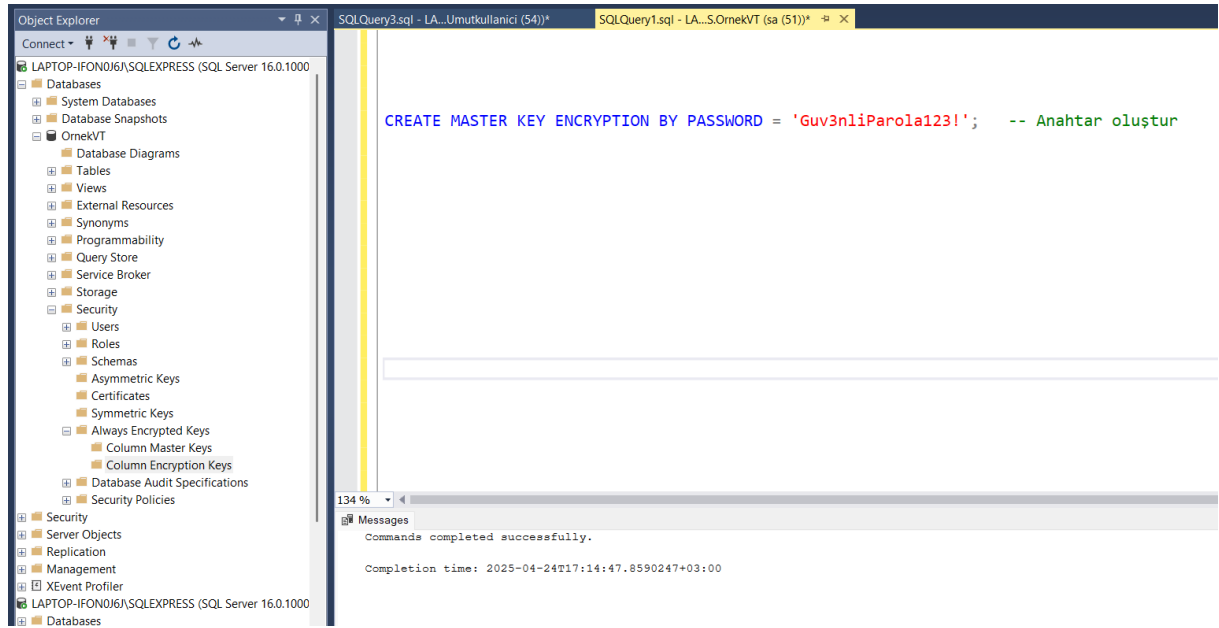 Object Explorer
Connect
LAPTOP-IFON0J6J\SQLEXPRESS (SQL Server 16.0.1000
Databases
System Databases
Database Snapshots
OrnekVT
Database Diagrams
Tables
Views
External Resources
Synonyms
Programmability
Query Store
Service Broker
Storage
Security
Users
Roles
Schemas
Asymmetric Keys
Certificates
Symmetric Keys
Always Encrypted Keys
Column Master Keys
Column Encryption Keys
Database Audit Specifications
Security Policies
Security
Server Objects
Replication
Management
XEvent Profiler
LAPTOP-IFON0J6J\SQLEXPRESS (SQL Server 16.0.1000
Databases
SQLQuery3.sql - LA...Umutkullanici (54))*
SQLQuery1.sql - LA...S.OrnekVT (sa (51))*
CREATE MASTER KEY ENCRYPTION BY PASSWORD = 'Guv3nliParola123!'; -- Anahtar oluştur
134 %
Messages
Commands completed successfully.
Completion time: 2025-04-24T17:14:47.8590247+03:00